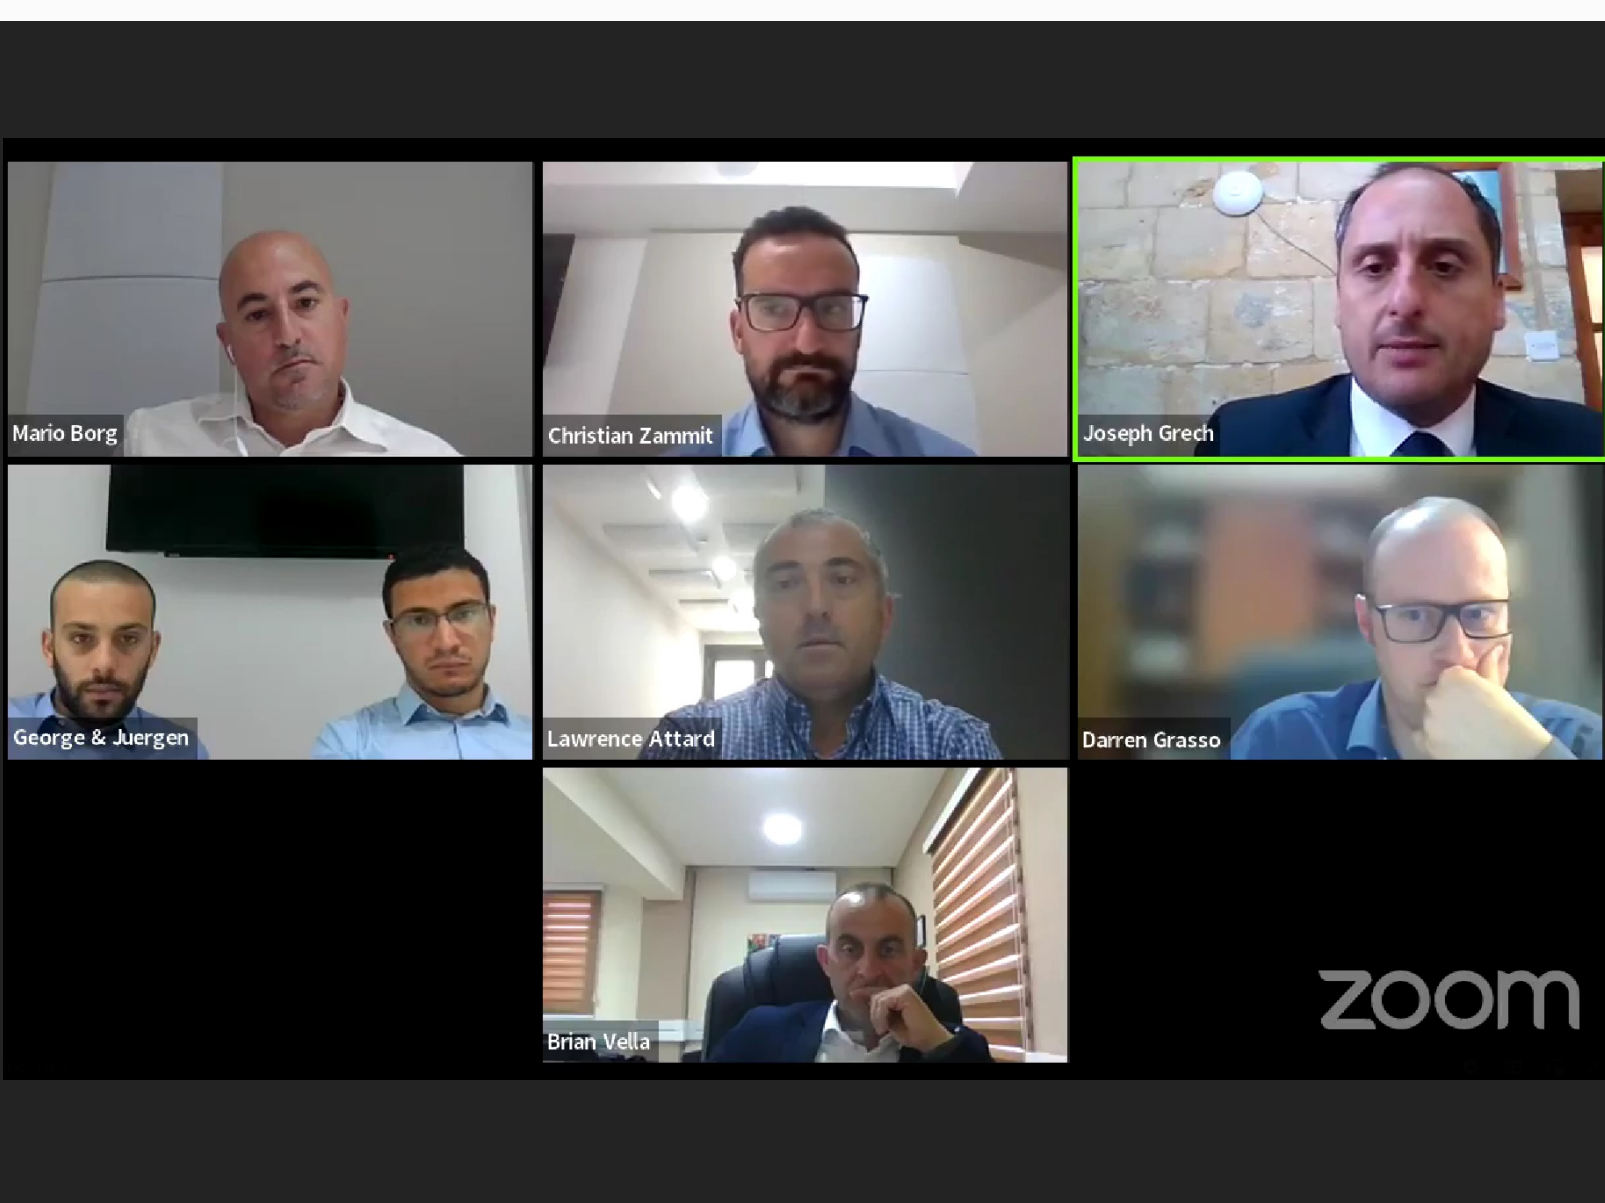 Mario Borg
Christian Zammit
Joseph Grech
George & Juergen
Lawrence Attard
Darren Grasso
Brian Vella
zoom